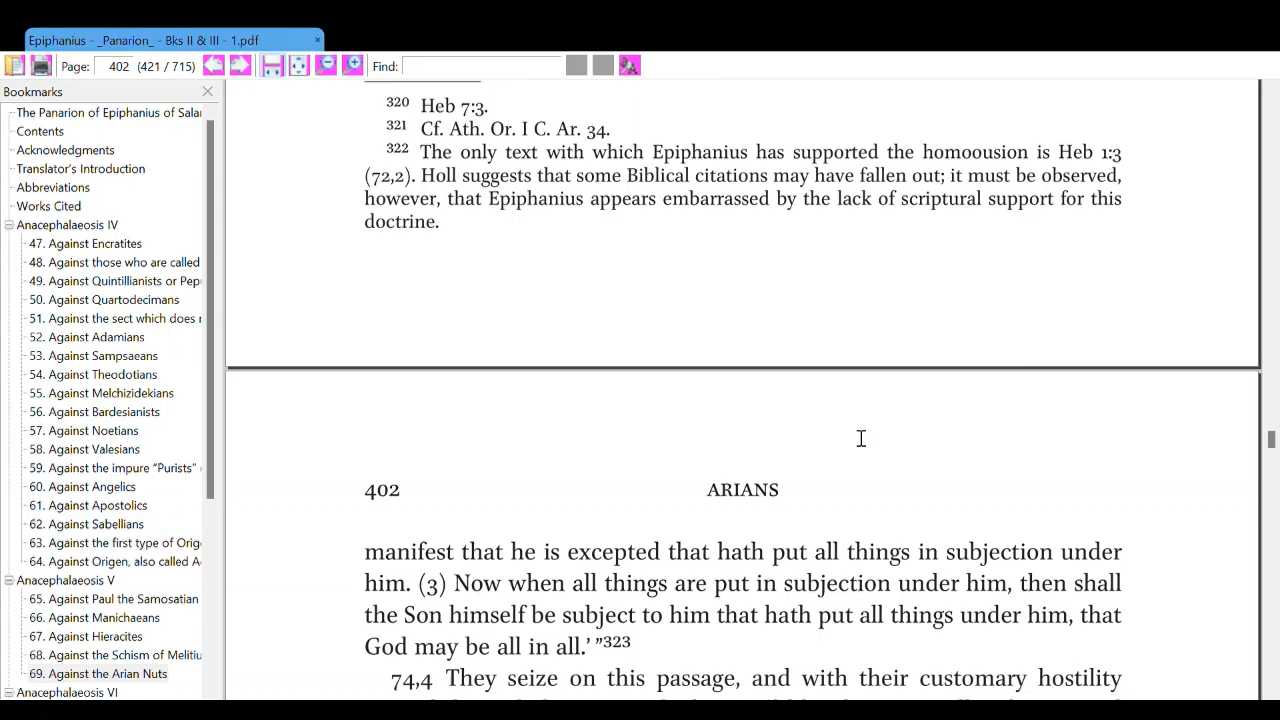 Epiphanius - _Panarion_ - Bks II & III - 1.pdf ×
Page: 402 (421 / 715) Find:
Bookmarks
The Panarion of Epiphanius of Sala
Contents
Acknowledgments
Translator's Introduction
Abbreviations
Works Cited
Anacephalaeosis IV
47. Against Encratites
48. Against those who are called
49. Against Quintillianists or Pep
50. Against Quartodecimans
51. Against the sect which does
52. Against Adamians
53. Against Sampsaeans
54. Against Theodotians
55. Against Melchizidekians
56. Against Bardesianists
57. Against Noetians
58. Against Valesians
59. Against the impure “Purists” (
60. Against Angelics
61. Against Apostolics
62. Against Sabellians
63. Against the first type of Orig
64. Against Origen, also called A
Anacephalaeosis V
65. Against Paul the Samosatian
66. Against Manichaeans
67. Against Hieracites
68. Against the Schism of Melitiu
69. Against the Arian Nuts
Anacephalaeosis VI
320 Heb 7:3.
321 Cf. Ath. Or. I C. Ar. 34.
322 The only text with which Epiphanius has supported the homoousion is Heb 1:3
(72,2). Holl suggests that some Biblical citations may have fallen out; it must be observed,
however, that Epiphanius appears embarrassed by the lack of scriptural support for this
doctrine.
402 ARIANS
manifest that he is excepted that hath put all things in subjection under
him. (3) Now when all things are put in subjection under him, then shall
the Son himself be subject to him that hath put all things under him, that
God may be all in all.’ ”323
74,4 They seize on this passage, and with their customary hostility